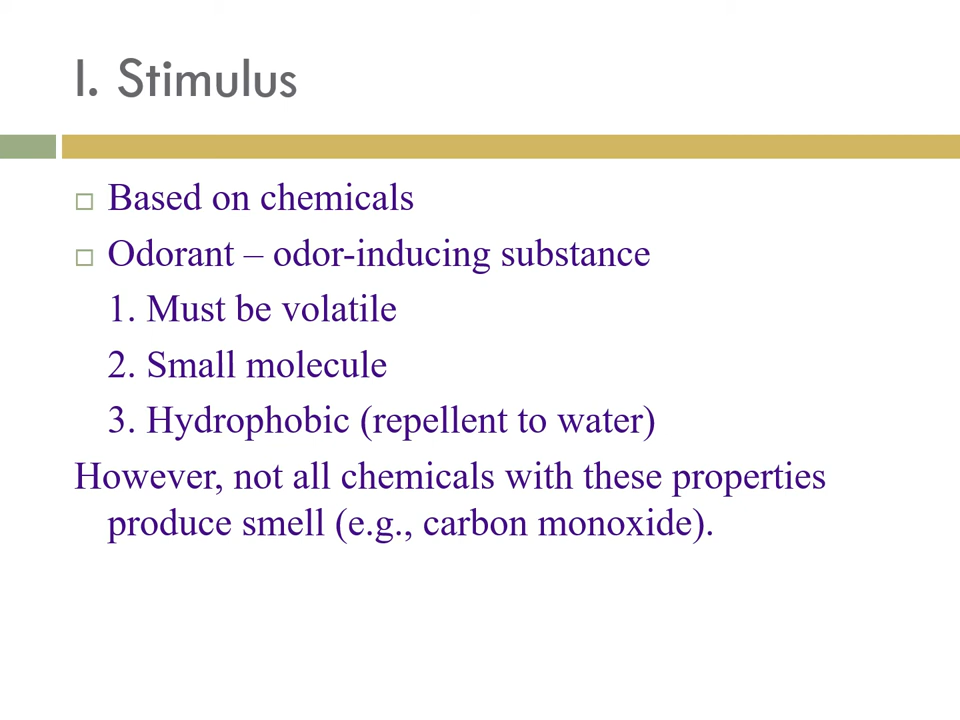 I. Stimulus
Based on chemicals
Odorant – odor-inducing substance
1. Must be volatile
2. Small molecule
3. Hydrophobic (repellent to water)
However, not all chemicals with these properties
produce smell (e.g., carbon monoxide).